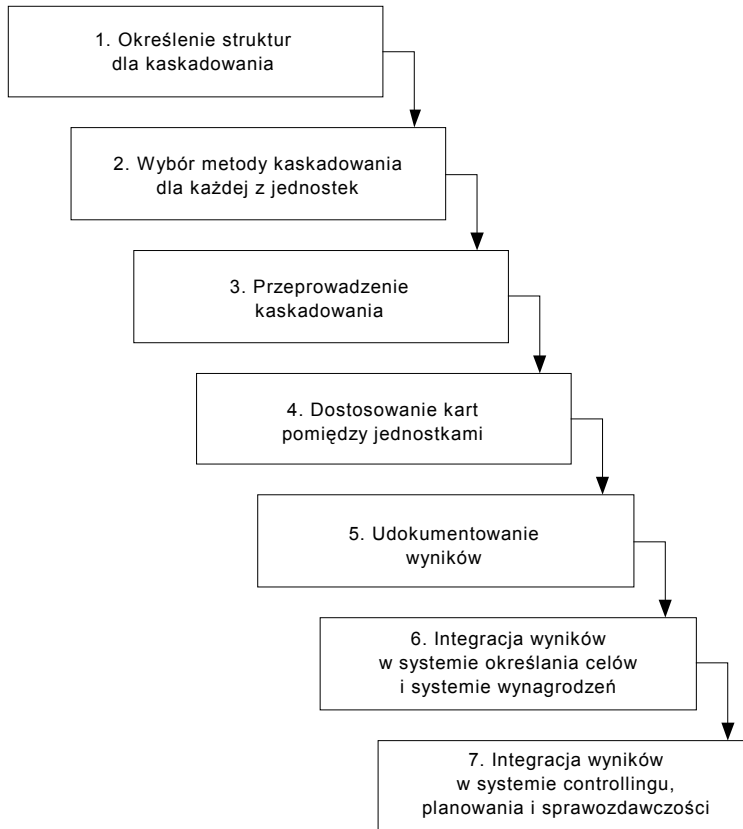 1. Określenie struktur
dla kaskadowania
2. Wybór metody kaskadowania
dla każdej z jednostek
3. Przeprowadzenie
kaskadowania
4. Dostosowanie kart
pomiędzy jednostkami
5. Udokumentowanie
wyników
6. Integracja wyników
w systemie określania celów
i systemie wynagrodzeń
7. Integracja wyników
w systemie controllingu,
planowania i sprawozdawczości